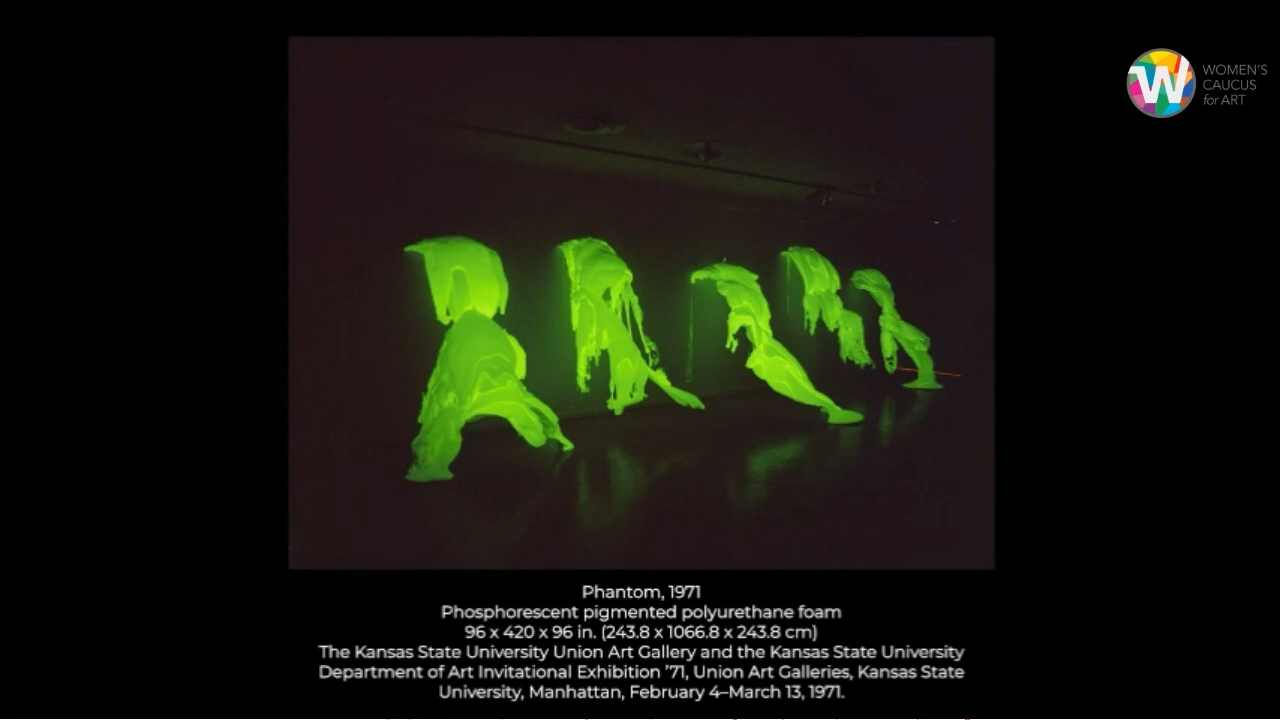 WOMEN'S
CAUCUS
for ART
Phantom, 1971
Phosphorescent pigmented polyurethane foam
96 x 420 x 96 in. (243.8 x 1066.8 x 243.8 cm)
The Kansas State University Union Art Gallery and the Kansas State University
Department of Art Invitational Exhibition ’71, Union Art Galleries, Kansas State
University, Manhattan, February 4–March 13, 1971.